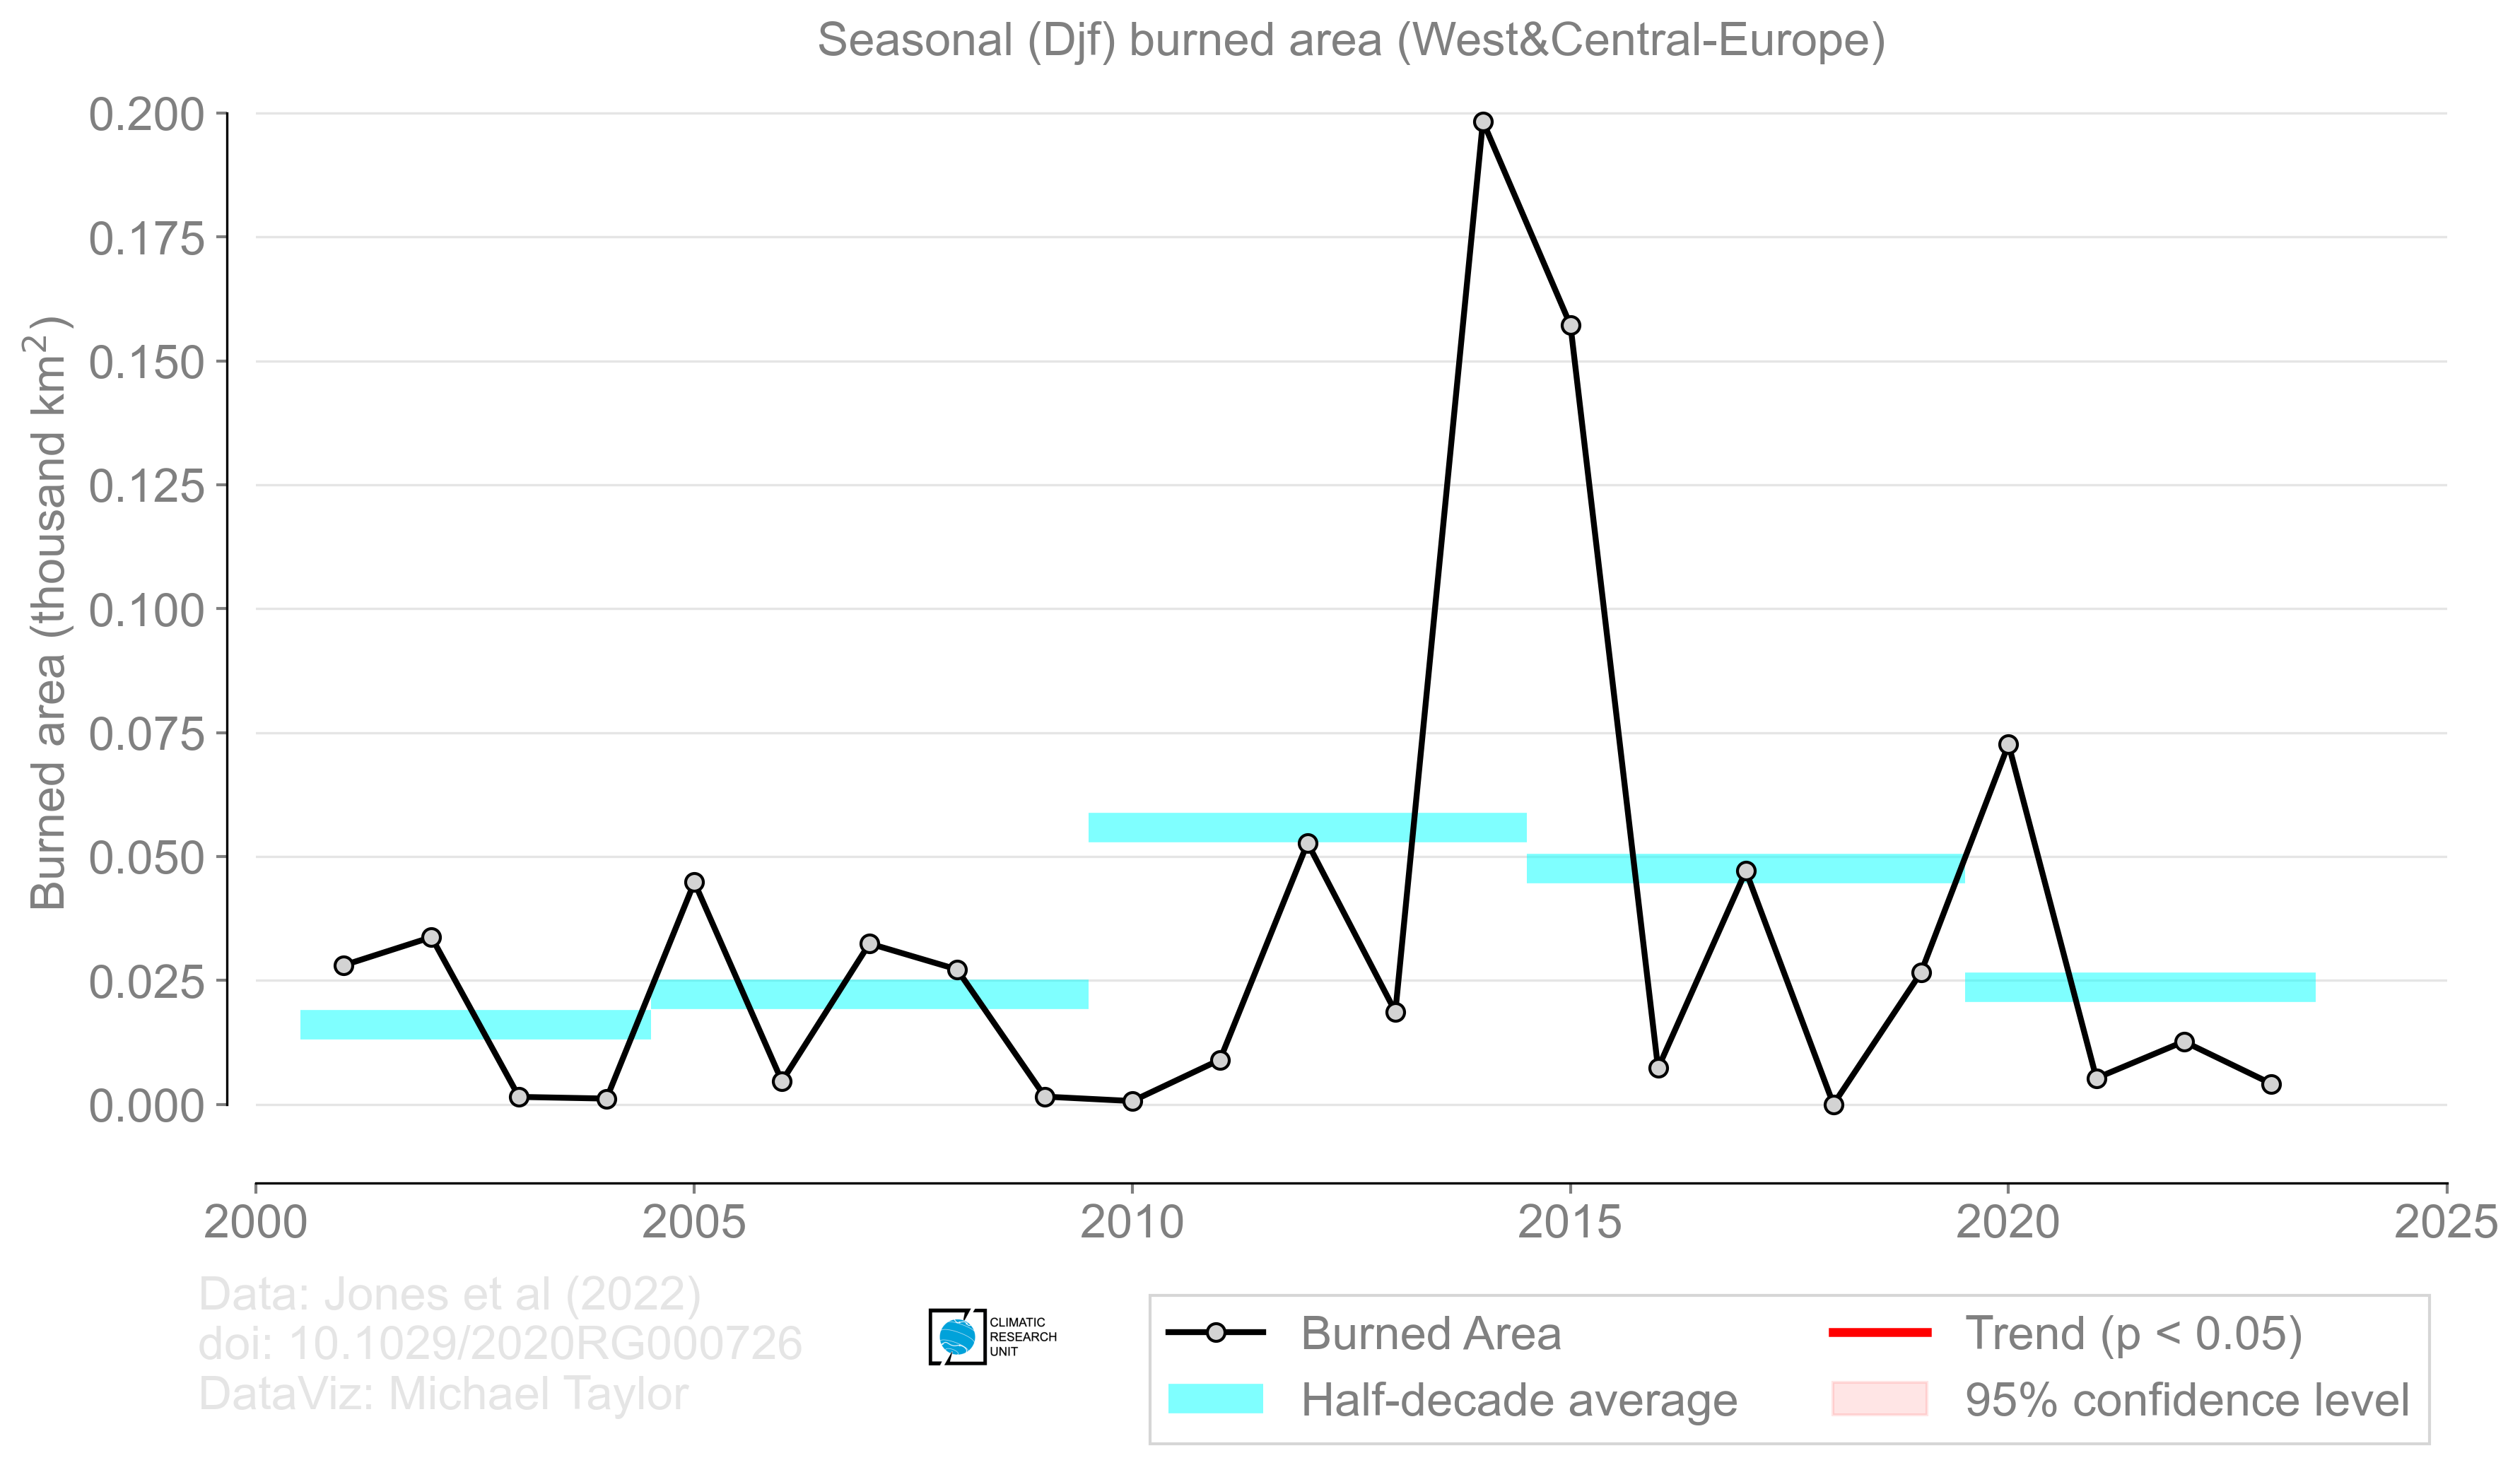 Seasonal (Djf) burned area (West&Central-Europe)
Burned area (thousand km²)
0.200
0.175
0.150
0.125
0.100
0.075
0.050
0.025
0.000
2000 2005 2010 2015 2020 2025
Data: Jones et al (2022)
doi: 10.1029/2020RG000726
DataViz: Michael Taylor
CLIMATIC
RESEARCH
UNIT
Burned Area
Half-decade average
Trend (p < 0.05)
95% confidence level